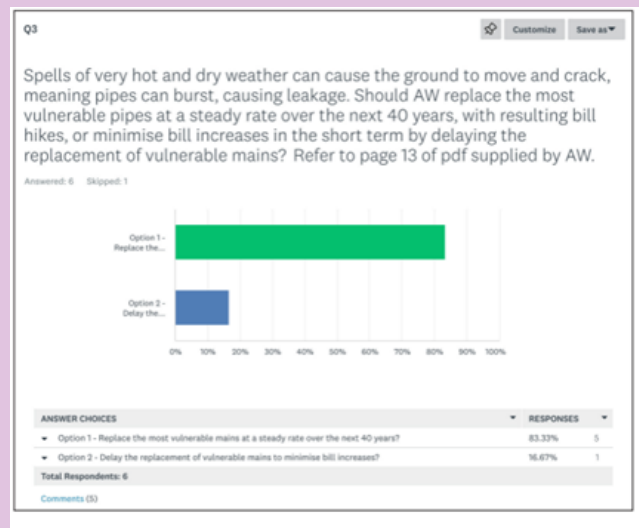 Q3
Customize
Save as
Spells of very hot and dry weather can cause the ground to move and crack,
meaning pipes can burst, causing leakage. Should AW replace the most
vulnerable pipes at a steady rate over the next 40 years, with resulting bill
hikes, or minimise bill increases in the short term by delaying the
replacement of vulnerable mains? Refer to page 13 of pdf supplied by AW.
Answered: 6 Skipped: 1
Option 1 -
Replace the...
Option 2 -
Delay the...
0% 10% 20% 30% 40% 50% 60% 70% 80% 90% 100%
ANSWER CHOICES RESPONSES
Option 1 - Replace the most vulnerable mains at a steady rate over the next 40 years? 83.33% 5
Option 2 - Delay the replacement of vulnerable mains to minimise bill increases? 16.67% 1
Total Respondents: 6
Comments (5)